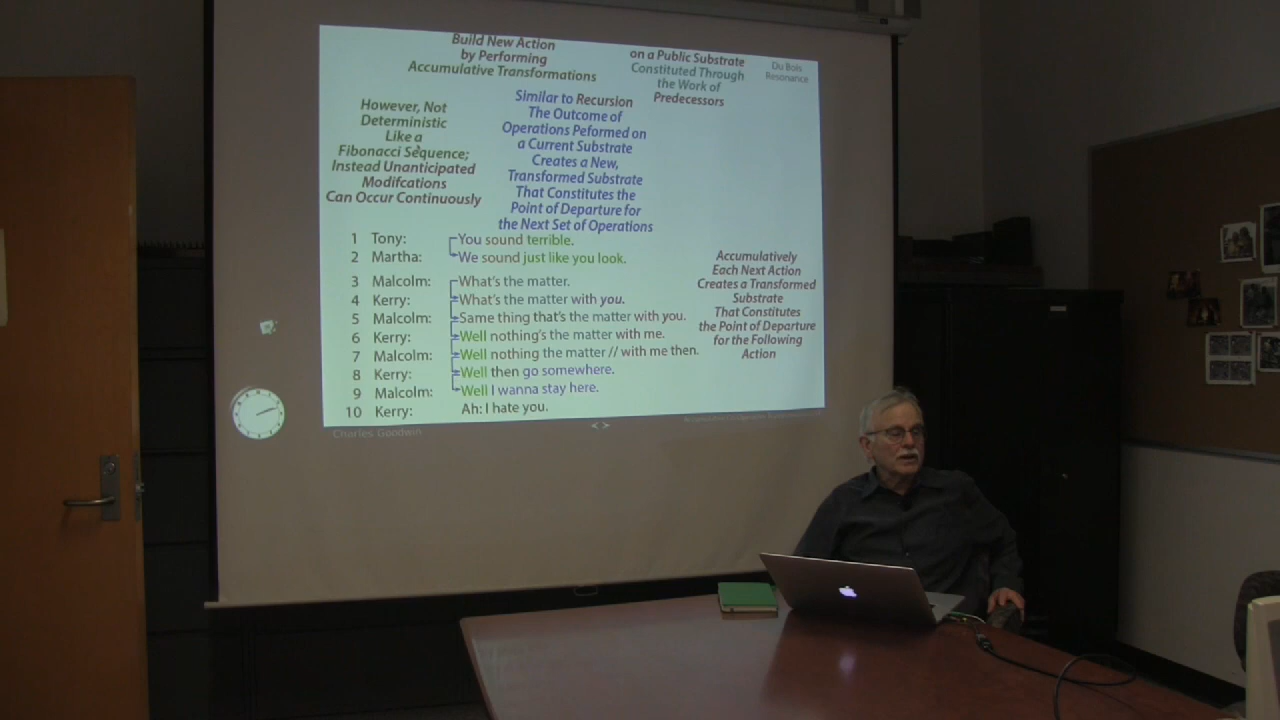 Build New Action
by Performing
Accumulative Transformations
on a Public Substrate
Constituted Through
the Work of
Predecessors
Du Bois
Resonance
However, Not
Deterministic
Like a
Fibonacci Sequence;
Instead Unanticipated
Modifcations
Can Occur Continuously
Similar to Recursion
The Outcome of
Operations Peformed on
a Current Substrate
Creates a New,
Transformed Substrate
That Constitutes the
Point of Departure for
the Next Set of Operations
1 Tony: You sound terrible.
2 Martha: We sound just like you look.
3 Malcolm: What's the matter.
4 Kerry: What's the matter with you.
5 Malcolm: Same thing that's the matter with you.
6 Kerry: Well nothing's the matter with me.
7 Malcolm: Well nothing the matter // with me then.
8 Kerry: Well then go somewhere.
9 Malcolm: Well I wanna stay here.
10 Kerry: Ah: I hate you.
Accumulatively
Each Next Action
Creates a Transformed
Substrate
That Constitutes
the Point of Departure
for the Following
Action
Charles Goodwin
< >